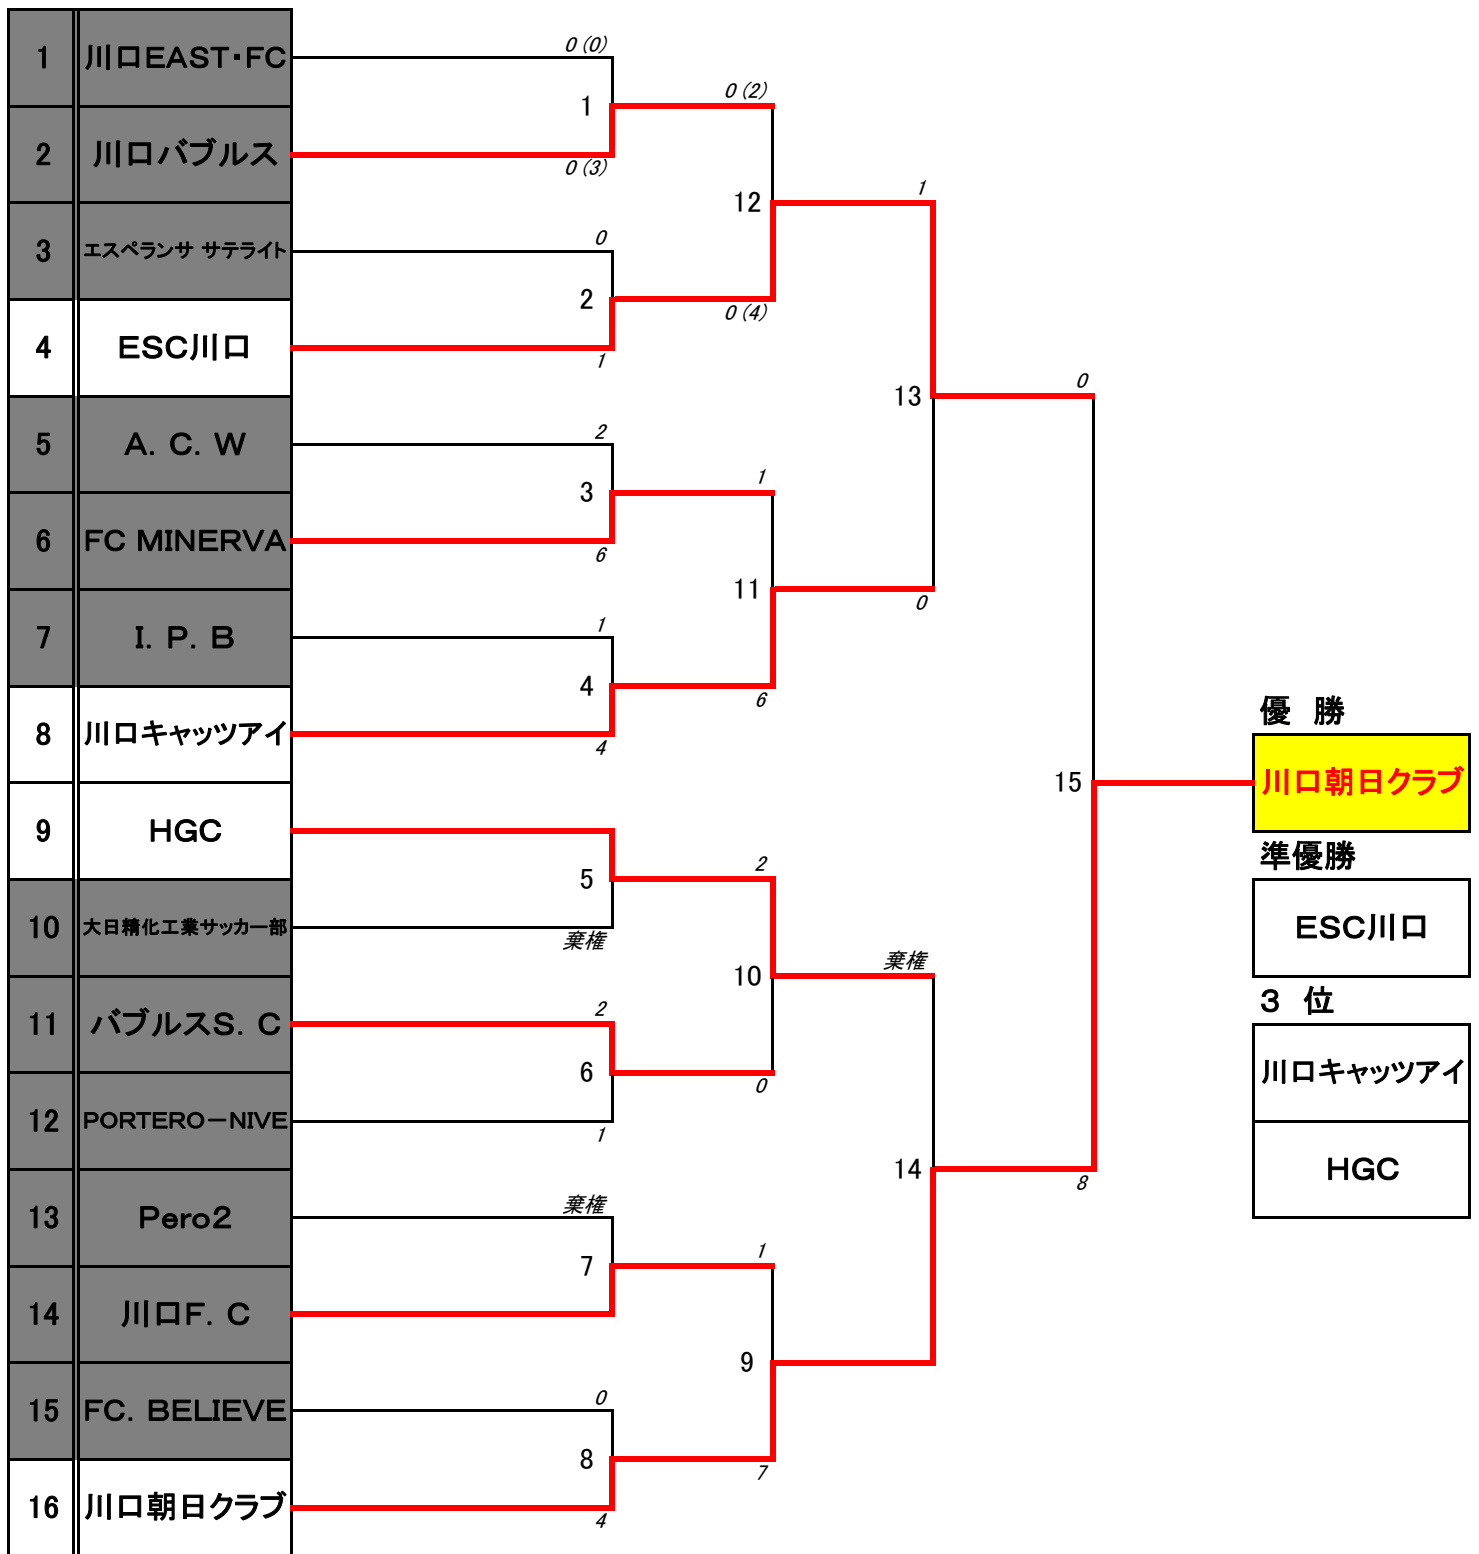 1 川口EAST・FC
0 (0)
1
0 (2)
2 川口バブルス
0 (3)
12
1
3 エスペランサ サテライト
0
2
0 (4)
4 ESC川口
1
13
0
5 A. C. W
2
3
1
6 FC MINERVA
6
11
0
7 I. P. B
1
4
6
8 川口キャッツアイ
4
15
優 勝
川口朝日クラブ
9 HGC
5
2
準優勝
ESC川口
10 大日精化工業サッカー部
棄権
10
棄権
3 位
川口キャッツアイ
HGC
11 バブルスS. C
2
6
0
12 PORTERO－NIVE
1
14
8
13 Pero2
棄権
7
1
14 川口F. C
9
15 FC. BELIEVE
0
8
7
16 川口朝日クラブ
4